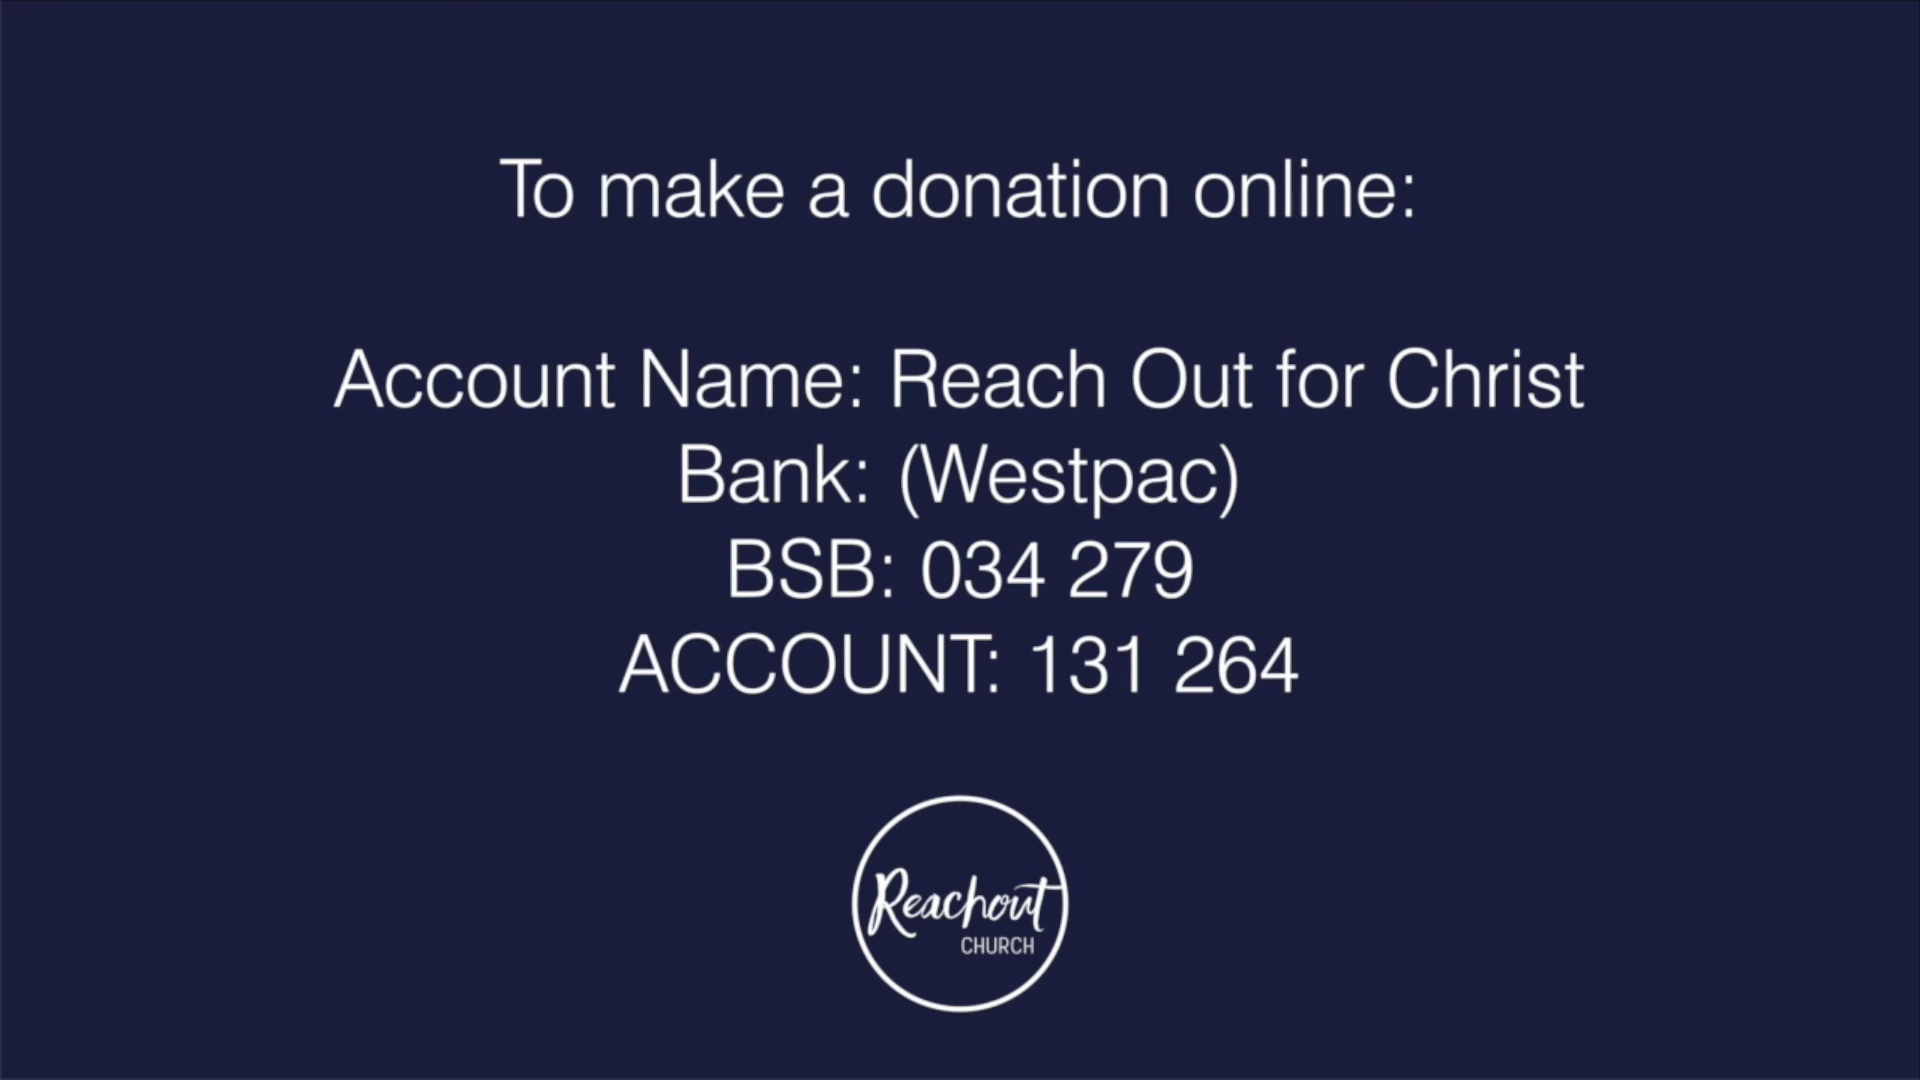 To make a donation online:
Account Name: Reach Out for Christ
Bank: (Westpac)
BSB: 034 279
ACCOUNT: 131 264
Reachout
CHURCH